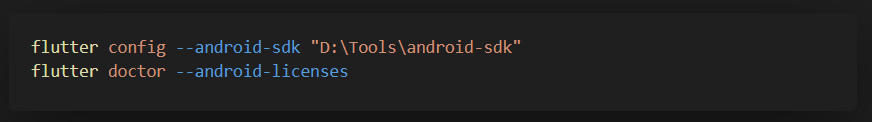 flutter config --android-sdk "D:\Tools\android-sdk"
flutter doctor --android-licenses